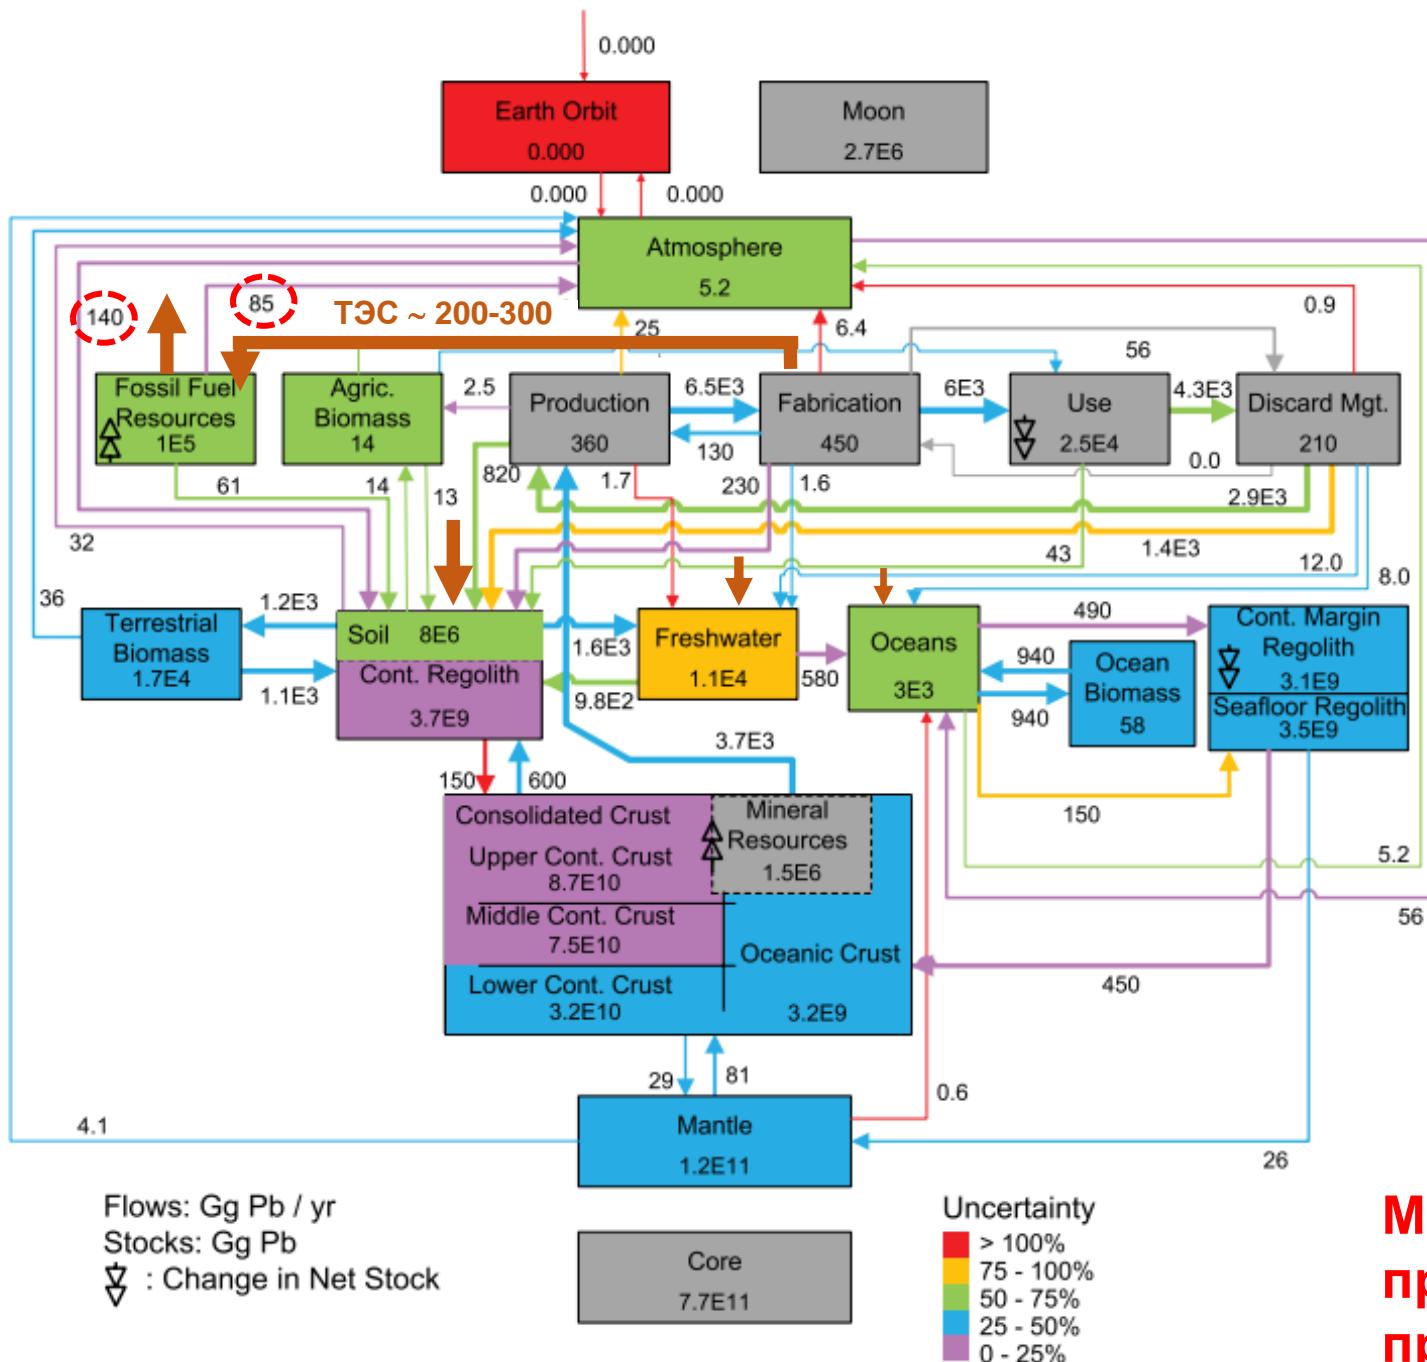 0.000
Earth Orbit
0.000
Moon
2.7E6
0.000
0.000
Atmosphere
5.2
140
85
ТЭС ~ 200-300
25
6.4
56
0.9
Fossil Fuel
Resources
1E5
Agric.
Biomass
14
2.5
Production
360
6.5E3
130
Fabrication
450
6E3
Use
2.5E4
4.3E3
Discard Mgt.
210
0.0
61
14
13
820
1.7
230
1.6
2.9E3
32
43
1.4E3
12.0
8.0
36
Terrestrial
Biomass
1.7E4
1.2E3
1.1E3
Soil 8E6
Cont. Regolith
3.7E9
1.6E3
9.8E2
Freshwater
1.1E4
580
Oceans
3E3
490
940
940
Ocean
Biomass
58
Cont. Margin
Regolith
3.1E9
Seafloor Regolith
3.5E9
150
600
3.7E3
150
5.2
56
Consolidated Crust
Upper Cont. Crust
8.7E10
Middle Cont. Crust
7.5E10
Lower Cont. Crust
3.2E10
Mineral
Resources
1.5E6
Oceanic Crust
3.2E9
450
29
81
0.6
4.1
Mantle
1.2E11
26
Core
7.7E11
Flows: Gg Pb / yr
Stocks: Gg Pb
: Change in Net Stock
Uncertainty
> 100%
75 - 100%
50 - 75%
25 - 50%
0 - 25%
М
пр
пр